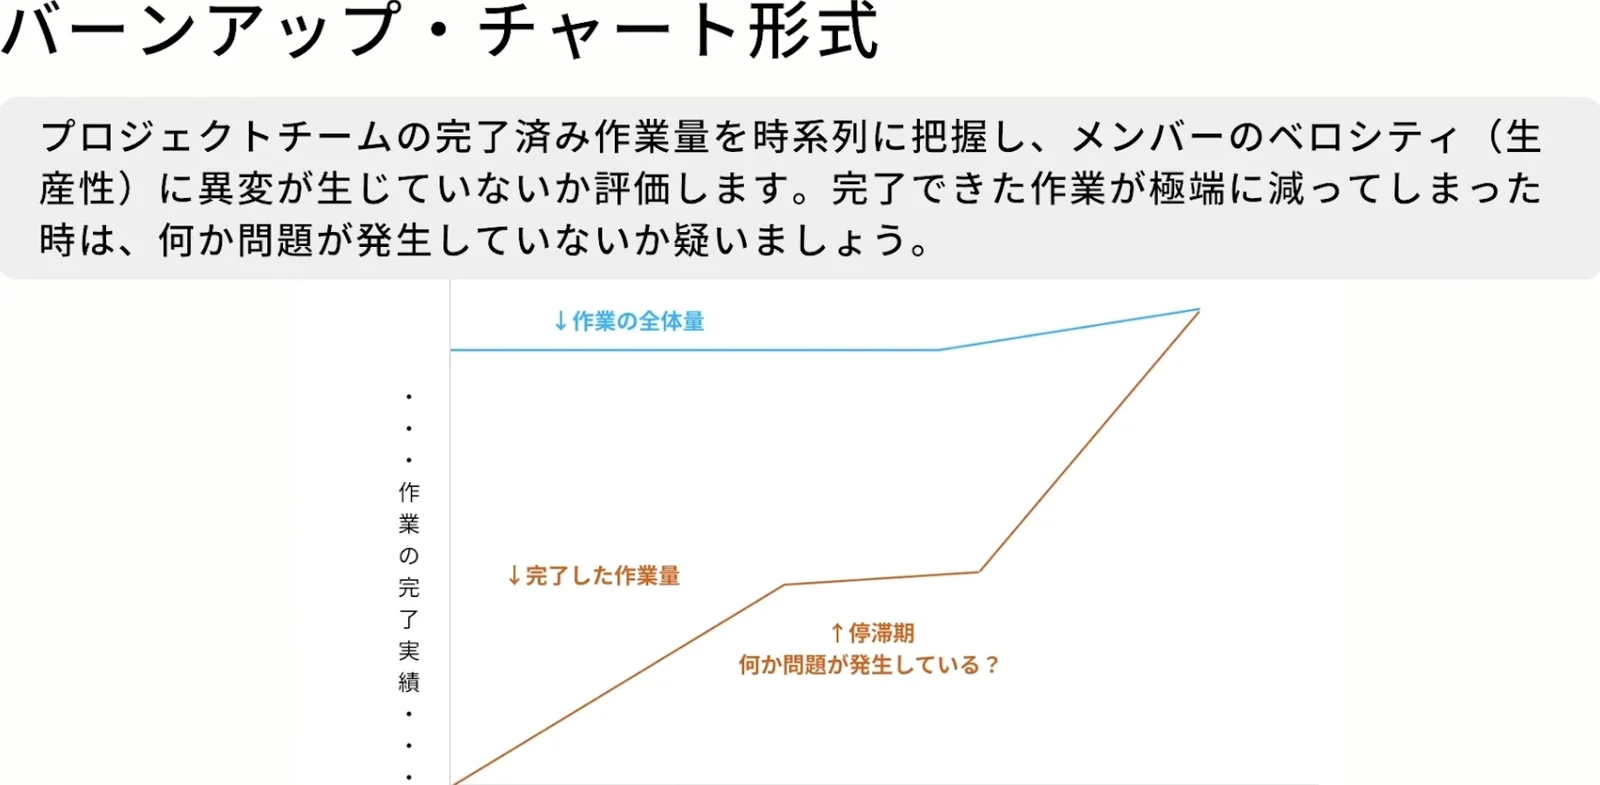 バーンアップ・チャート形式
プロジェクトチームの完了済み作業量を時系列に把握し、メンバーのベロシティ（生
産性）に異変が生じていないか評価します。完了できた作業が極端に減ってしまった
時は、何か問題が発生していないか疑いましょう。
↓作業の全体量
・・・作業の完了実績・・・
↓完了した作業量
↑停滞期
何か問題が発生している？